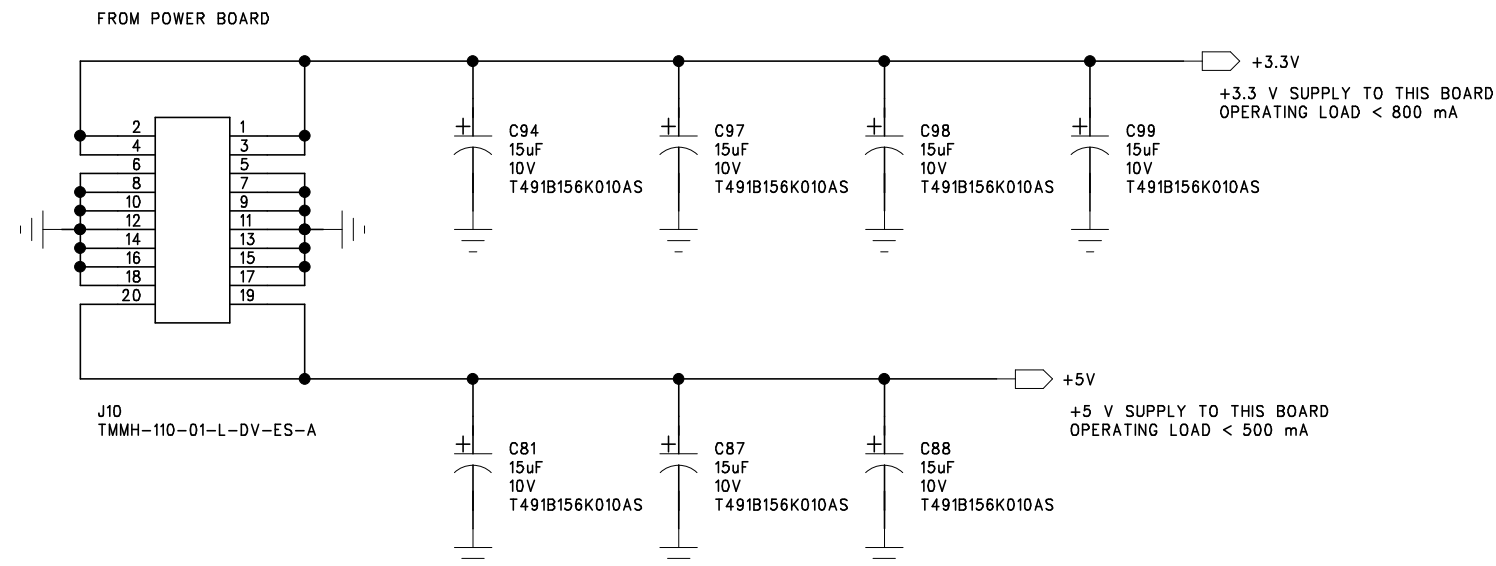 FROM POWER BOARD
+3.3V
+3.3 V SUPPLY TO THIS BOARD
OPERATING LOAD < 800 mA
2 1
4 3
6 5
8 7
10 9
12 11
14 13
16 15
18 17
20 19
+ C94
15uF
10V
T491B156K010AS
+ C97
15uF
10V
T491B156K010AS
+ C98
15uF
10V
T491B156K010AS
+ C99
15uF
10V
T491B156K010AS
J10
TMMH-110-01-L-DV-ES-A
+5V
+5 V SUPPLY TO THIS BOARD
OPERATING LOAD < 500 mA
+ C81
15uF
10V
T491B156K010AS
+ C87
15uF
10V
T491B156K010AS
+ C88
15uF
10V
T491B156K010AS